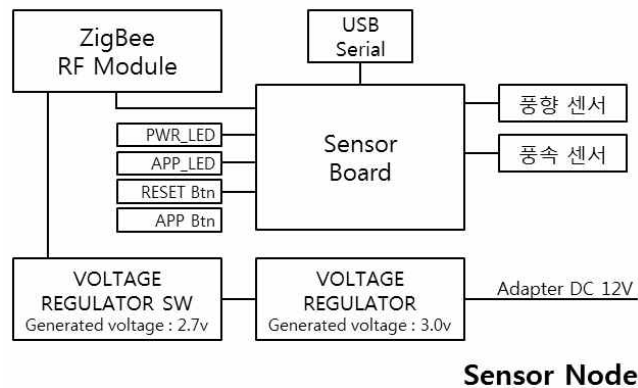 ZigBee
RF Module
USB
Serial
PWR_LED
APP_LED
RESET Btn
APP Btn
Sensor
Board
풍향 센서
풍속 센서
VOLTAGE
REGULATOR SW
Generated voltage : 2.7v
VOLTAGE
REGULATOR
Generated voltage : 3.0v
Adapter DC 12V
Sensor Node